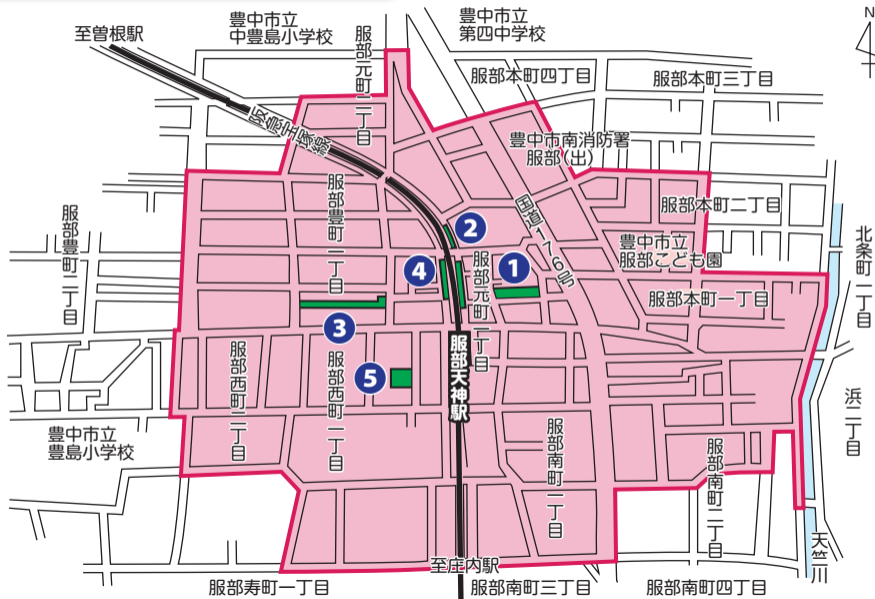 N
豊中市立
中豊島小学校
豊中市立
第四中学校
至曽根駅
服部元町二丁目
服部本町四丁目
服部本町三丁目
阪急宝塚線
豊中市南消防署
服部(出)
服部豊町一丁目
国道176号
服部本町二丁目
服部豊町二丁目
北条町一丁目
2
豊中市立
服部こども園
4
1
服部元町一丁目
服部本町一丁目
3
服部天神駅
服部西町二丁目
服部西町一丁目
5
浜二丁目
豊中市立
豊島小学校
服部南町一丁目
服部南町二丁目
天竺川
至庄内駅
服部寿町一丁目
服部南町三丁目
服部南町四丁目